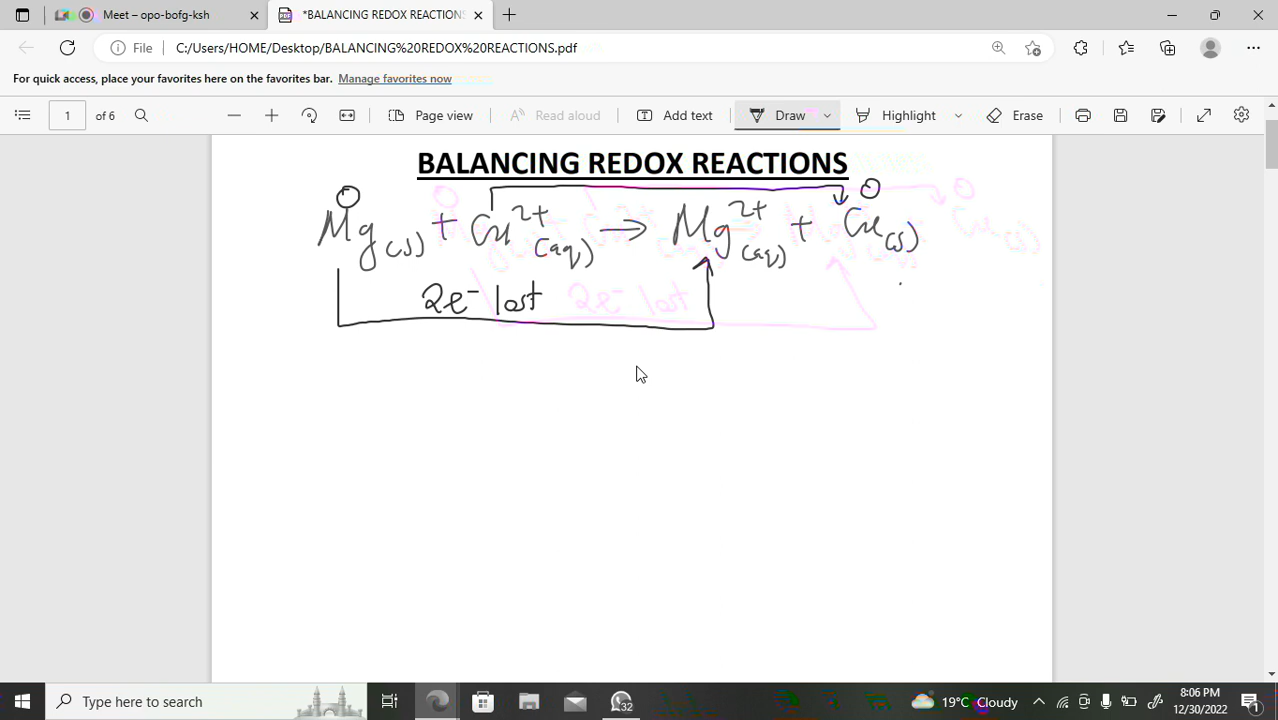 Meet – opo-bofg-ksh
*BALANCING REDOX REACTIONS
File C:/Users/HOME/Desktop/BALANCING%20REDOX%20REACTIONS.pdf
For quick access, place your favorites here on the favorites bar. Manage favorites now
1 of 6 Page view Read aloud Add text Draw Highlight Erase
BALANCING REDOX REACTIONS
0 0
Mg(s) + Cu²⁺(aq) → Mg²⁺(aq) + Cu(s)
2e⁻ lost
Type here to search 32 19°C Cloudy 8:06 PM
12/30/2022 1